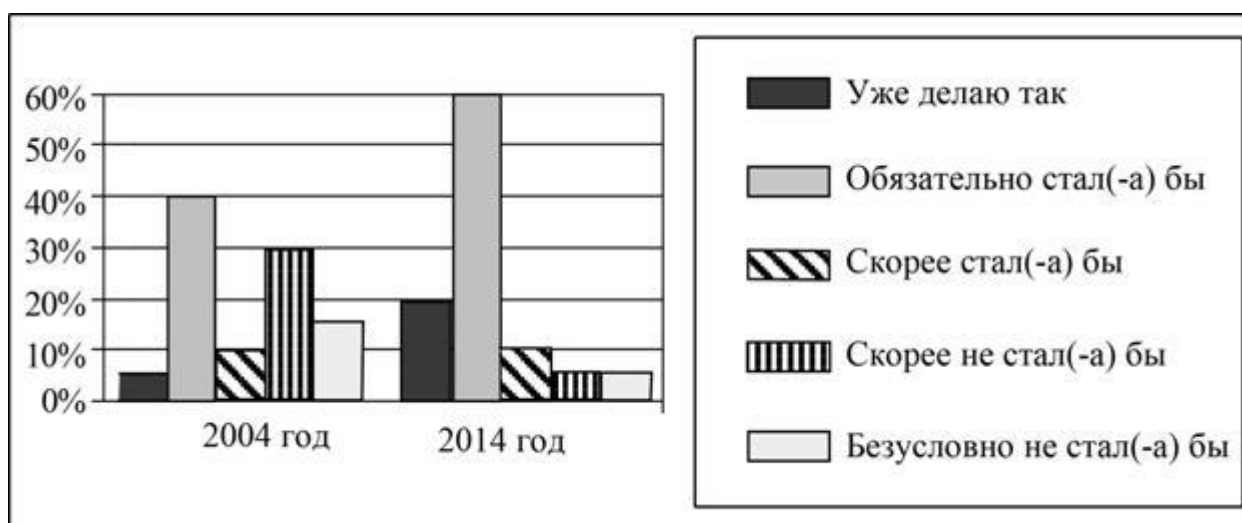 60%
50%
40%
30%
20%
10%
0%
2004 год
2014 год
Уже делаю так
Обязательно стал(-а) бы
Скорее стал(-а) бы
Скорее не стал(-а) бы
Безусловно не стал(-а) бы